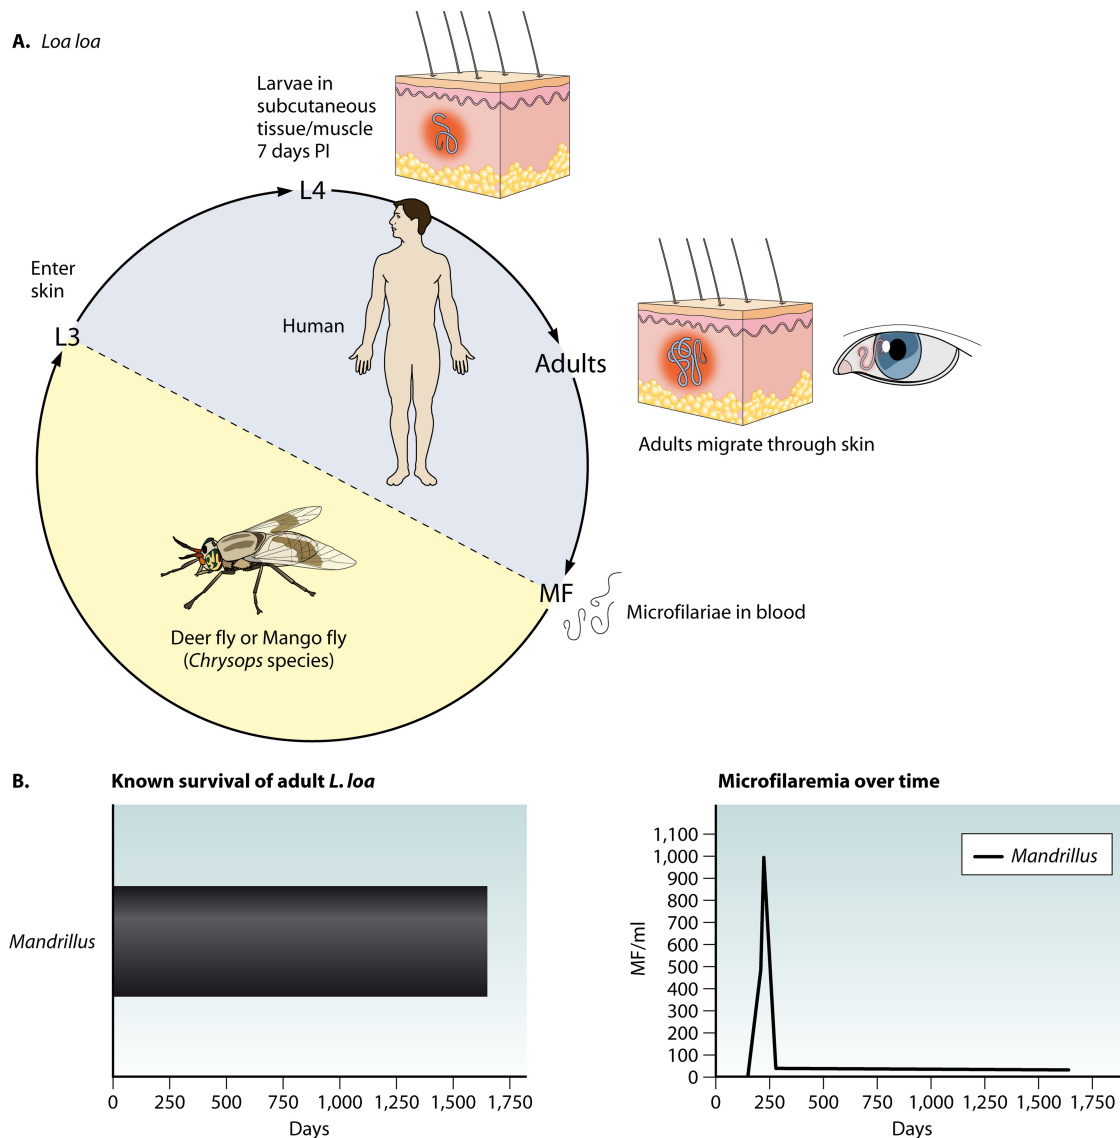 A. Loa loa
Larvae in
subcutaneous
tissue/muscle
7 days PI
L4
Enter
skin
L3
Human
Adults
Adults migrate through skin
MF
Microfilariae in blood
Deer fly or Mango fly
(Chrysops species)
B.
Known survival of adult L. loa
Mandrillus
0 250 500 750 1,000 1,250 1,500 1,750
Days
Microfilaremia over time
1,100
1,000
900
800
700
600
500
400
300
200
100
0
MF/ml
Mandrillus
0 250 500 750 1,000 1,250 1,500 1,750
Days